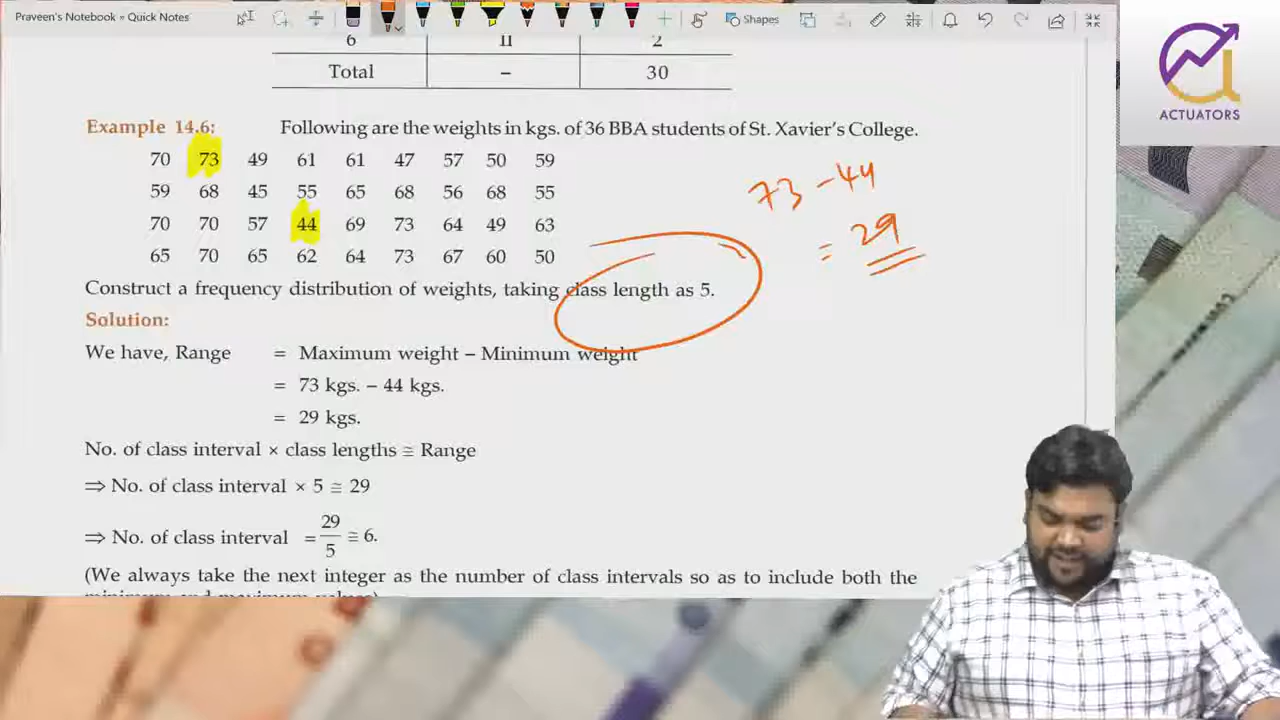 Praveen's Notebook » Quick Notes
Shapes
6 II 2
Total – 30
Example 14.6: Following are the weights in kgs. of 36 BBA students of St. Xavier's College.
70 73 49 61 61 47 57 50 59
59 68 45 55 65 68 56 68 55
70 70 57 44 69 73 64 49 63
65 70 65 62 64 73 67 60 50
73 - 44
= 29
Construct a frequency distribution of weights, taking class length as 5.
Solution:
We have, Range = Maximum weight – Minimum weight
= 73 kgs. – 44 kgs.
= 29 kgs.
No. of class interval × class lengths ≅ Range
⇒ No. of class interval × 5 ≅ 29
⇒ No. of class interval = 29/5 ≅ 6.
(We always take the next integer as the number of class intervals so as to include both the
minimum and maximum values)
ACTUATORS